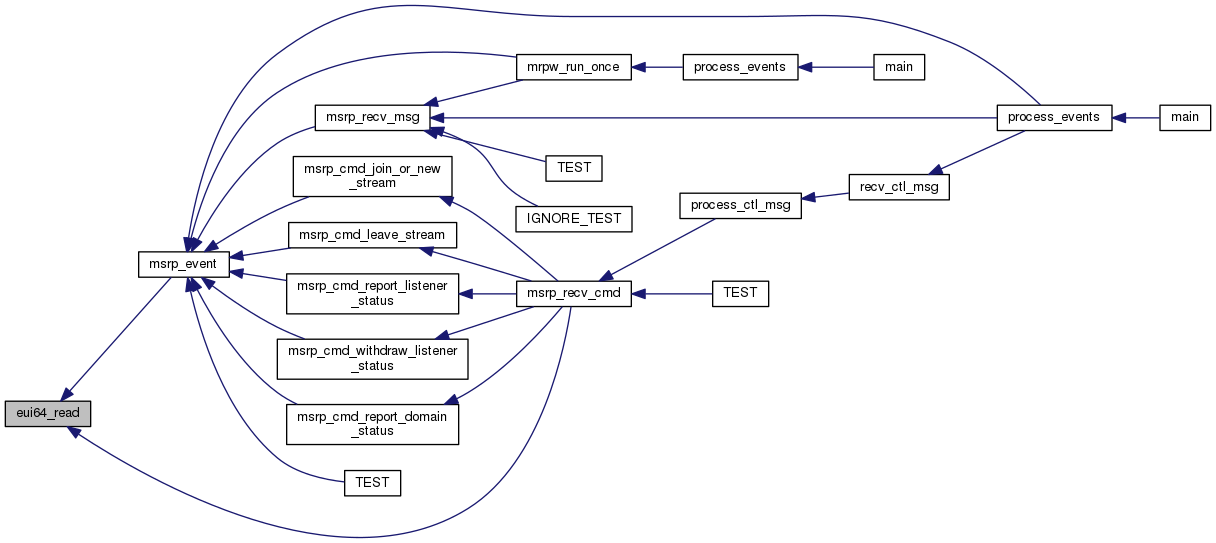 mrpw_run_once
process_events
main
msrp_recv_msg
process_events
main
TEST
msrp_cmd_join_or_new
_stream
recv_ctl_msg
process_ctl_msg
IGNORE_TEST
msrp_cmd_leave_stream
msrp_event
msrp_cmd_report_listener
_status
msrp_recv_cmd
TEST
msrp_cmd_withdraw_listener
_status
eui64_read
msrp_cmd_report_domain
_status
TEST